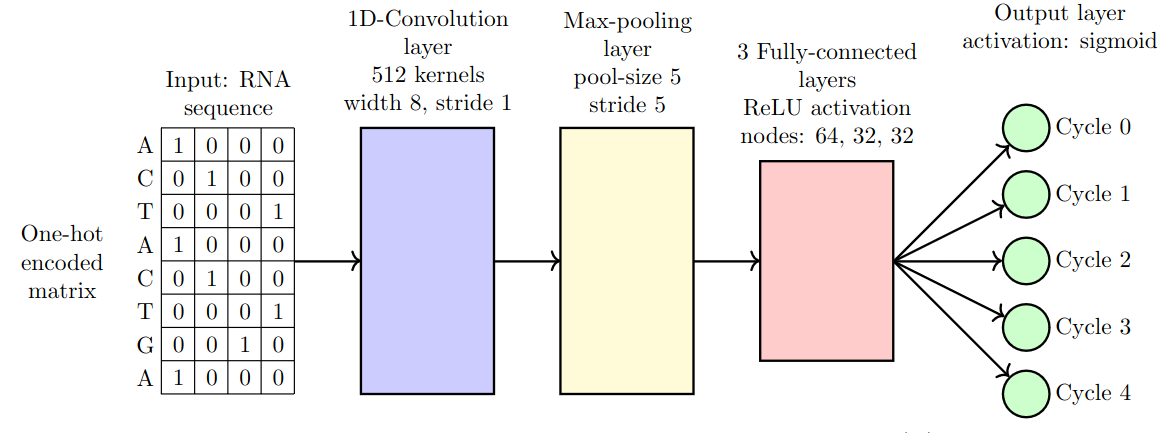 1D-Convolution
layer
512 kernels
width 8, stride 1
Max-pooling
layer
pool-size 5
stride 5
Output layer
activation: sigmoid
3 Fully-connected
layers
ReLU activation
nodes: 64, 32, 32
Input: RNA
sequence
One-hot
encoded
matrix
A 1 0 0 0
C 0 1 0 0
T 0 0 0 1
A 1 0 0 0
C 0 1 0 0
T 0 0 0 1
G 0 0 1 0
A 1 0 0 0
Cycle 0
Cycle 1
Cycle 2
Cycle 3
Cycle 4